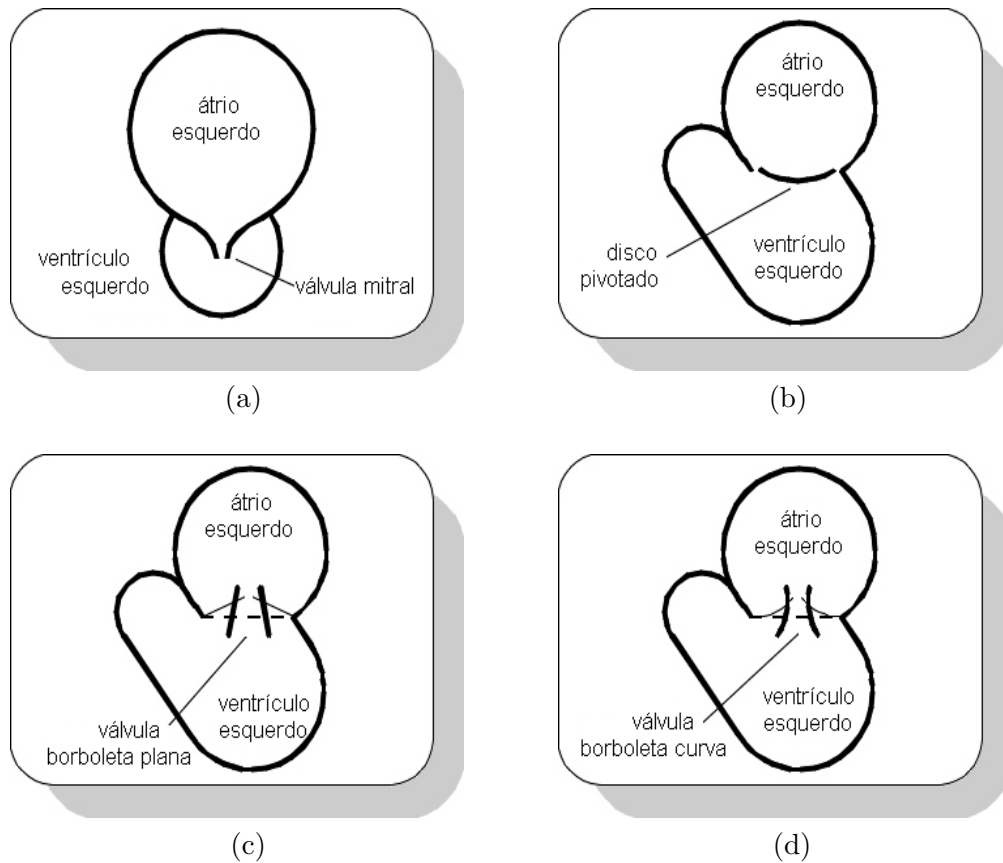 átrio
esquerdo
ventrículo
esquerdo
válvula mitral
(a)
átrio
esquerdo
disco
pivotado
ventrículo
esquerdo
(b)
átrio
esquerdo
ventrículo
esquerdo
válvula
borboleta plana
(c)
átrio
esquerdo
ventrículo
esquerdo
válvula
borboleta curva
(d)